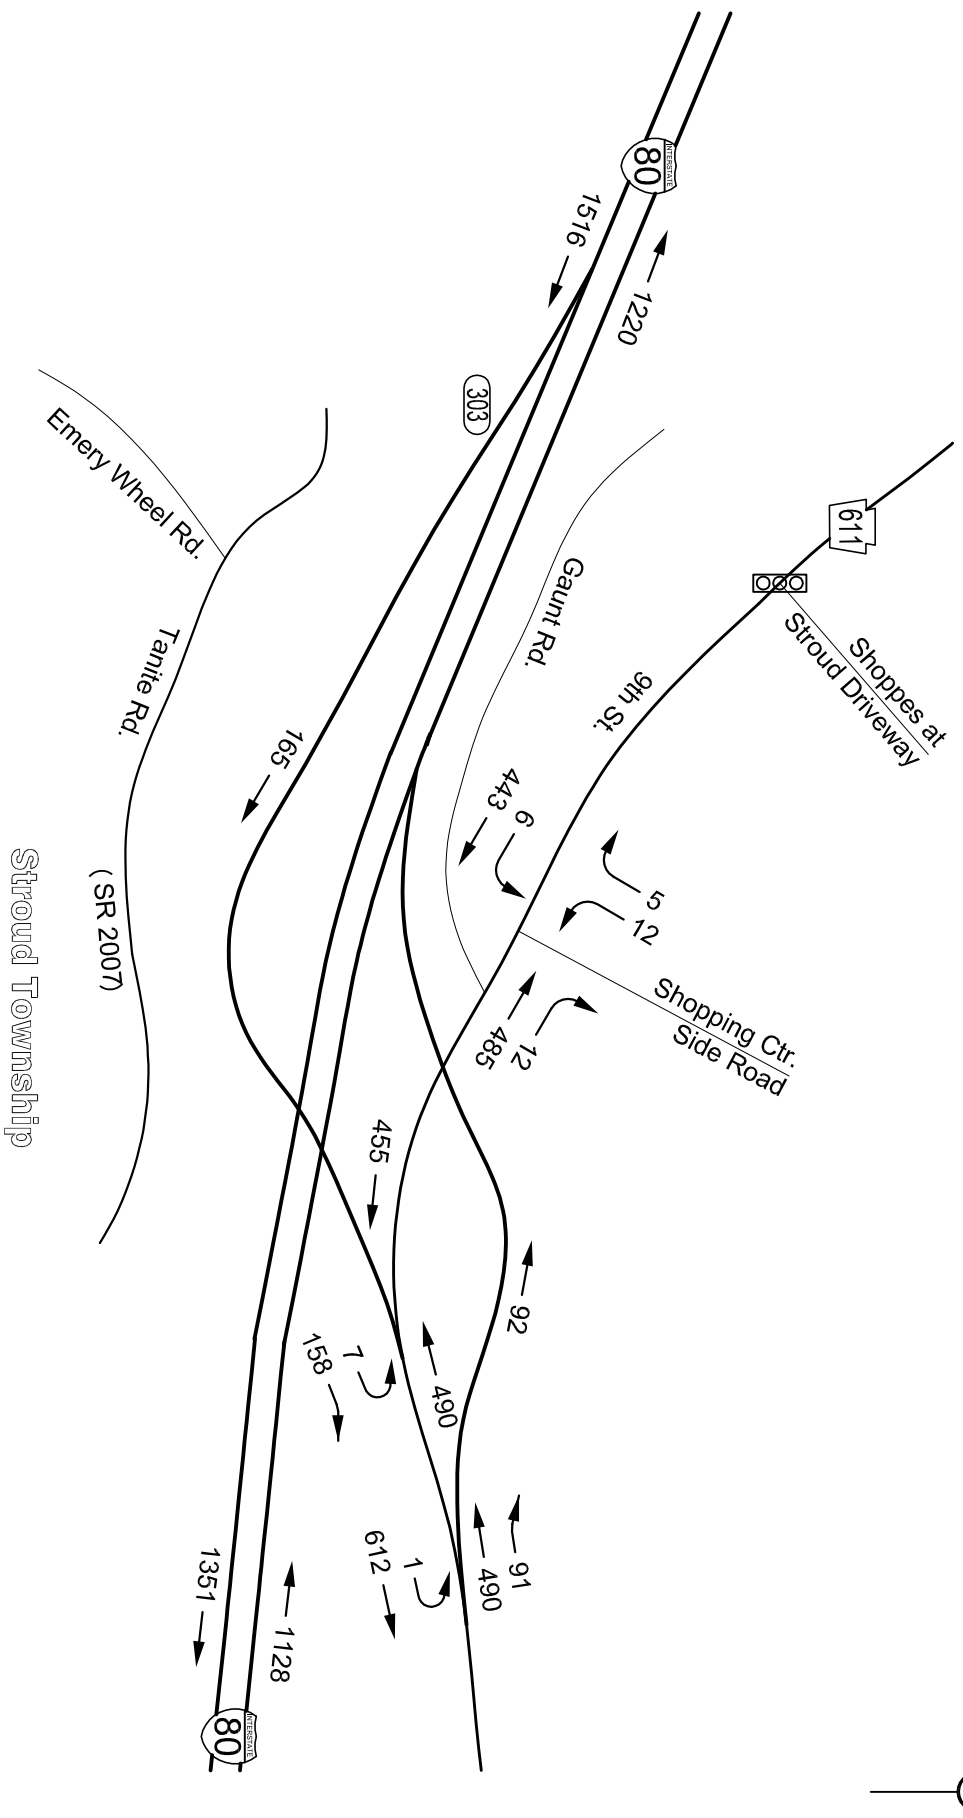 INTERSTATE
80
1516
1220
303
611
Shoppes at
Stroud Driveway
Gaunt Rd.
9th St.
Emery Wheel Rd.
Tanite Rd.
(SR 2007)
Stroud Township
165
443
6
5
12
Shopping Ctr.
Side Road
12
485
455
92
7
158
490
91
490
1
612
1351
1128
INTERSTATE
80